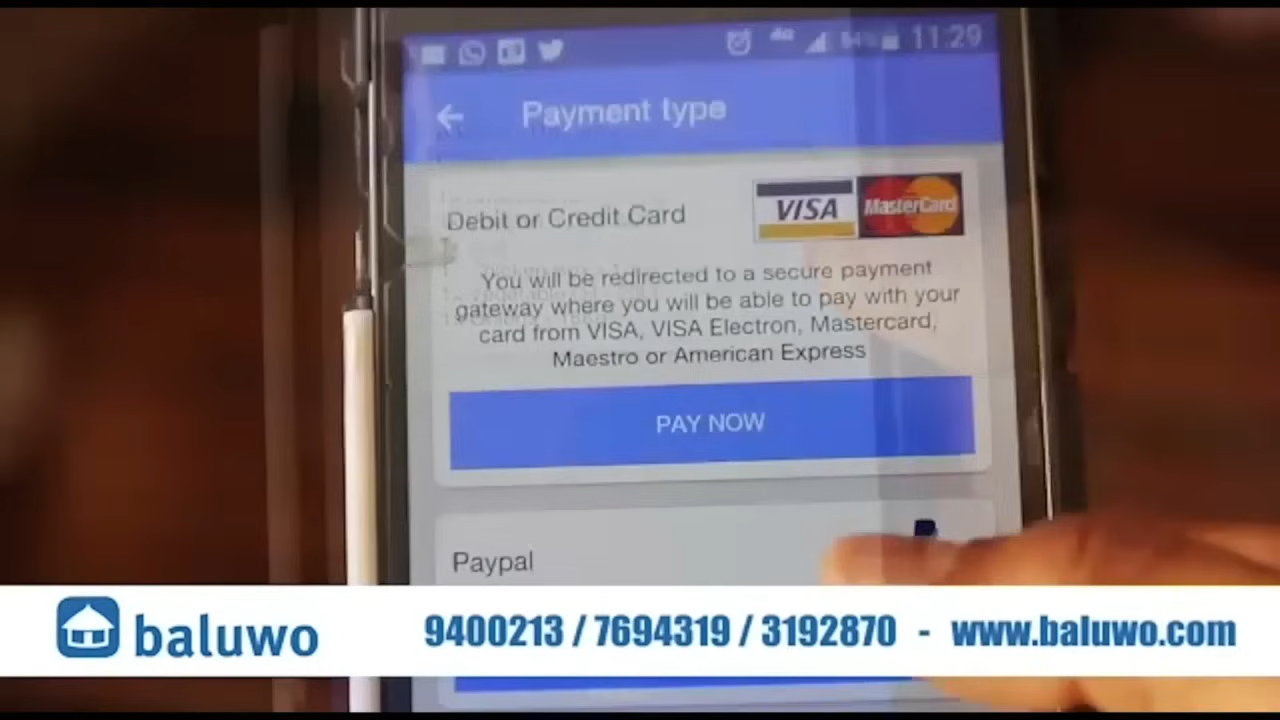 11:29
Payment type
Debit or Credit Card
VISA
MasterCard
You will be redirected to a secure payment
gateway where you will be able to pay with your
card from VISA, VISA Electron, Mastercard,
Maestro or American Express
PAY NOW
Paypal
baluwo
9400213 / 7694319 / 3192870 - www.baluwo.com